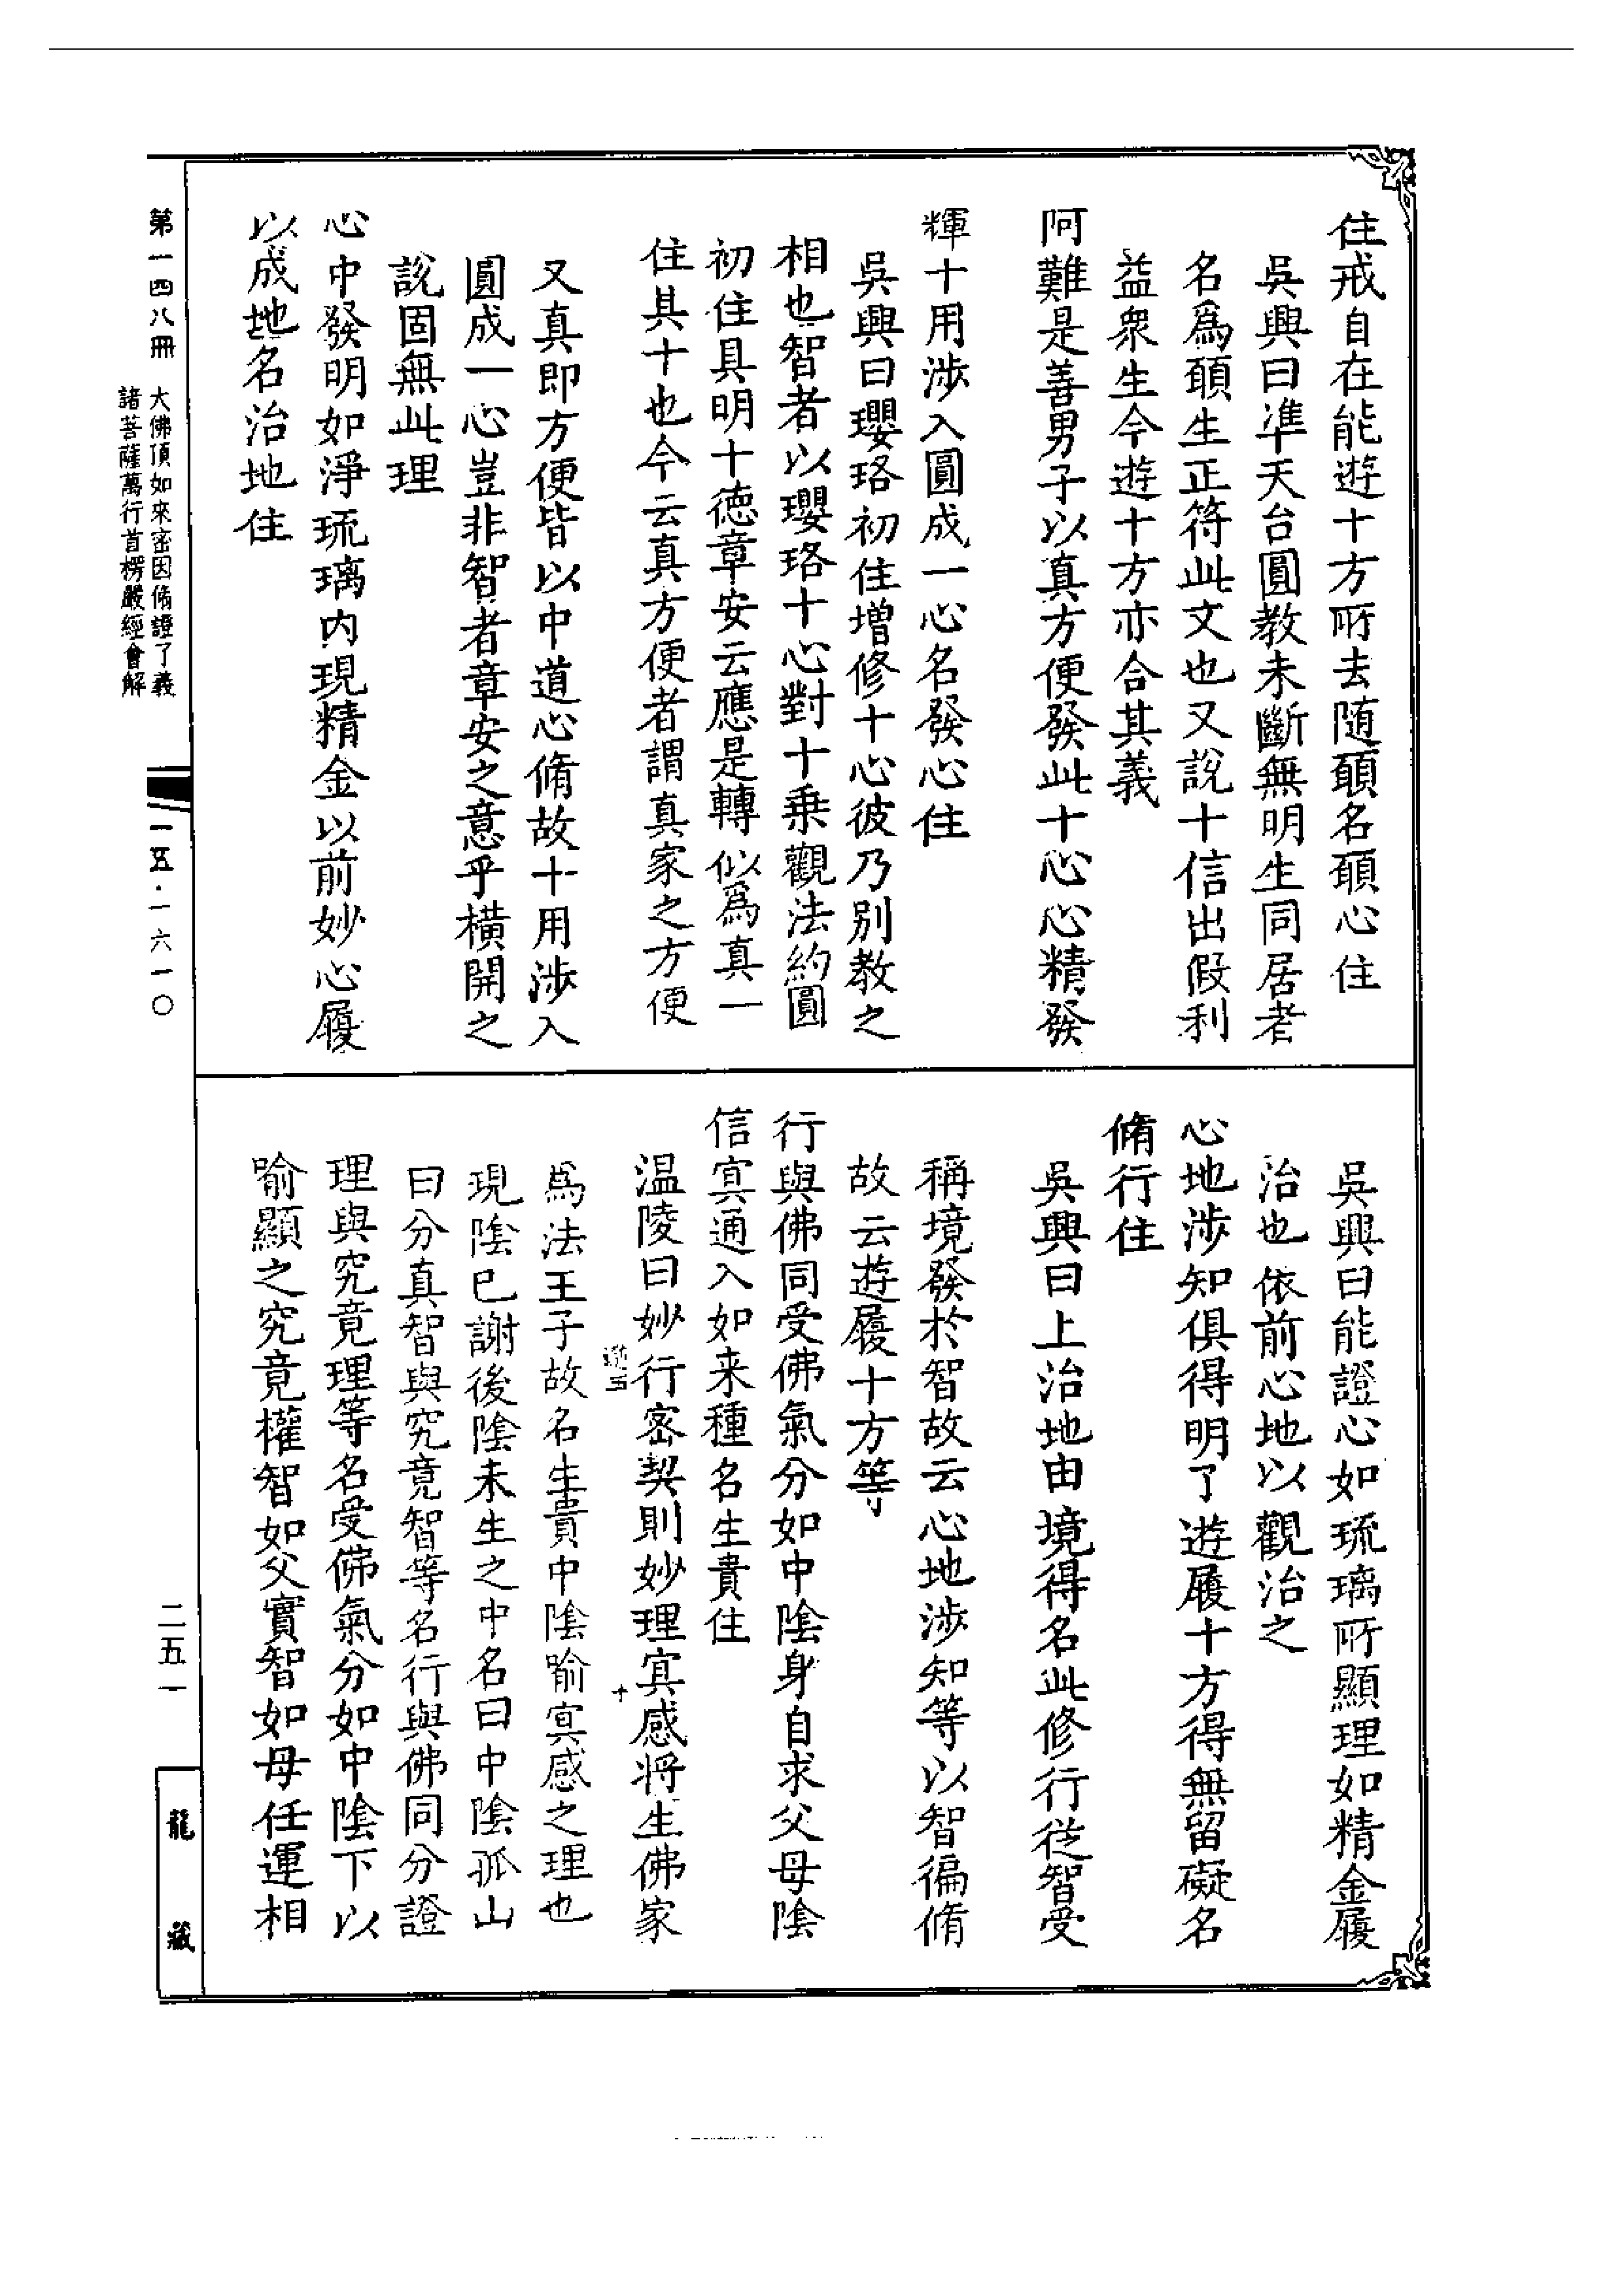 住戒自在能遊十方所去随願名願心住
吳興曰準天台圓教未斷無明生同居者
名爲願生正符此文也又說十信出假利
益衆生今遊十方亦合其義
阿難是善男子以真方便發此十心心精發
輝十用涉入圓成一心名發心住
吳興曰瓔珞初住增修十心彼乃別教之
相也智者以瓔珞十心對十乗觀法約圓
初住具明十德章安云應是轉似爲真一
住具十也今云真方便者謂真家之方便
又真即方便皆以中道心脩故十用涉入
圓成一心豈非智者章安之意乎橫開之
說固無此理
心中發明如淨琉璃内現精金以前妙心履
以成地名治地住
吳興曰能證心如琉璃所顯理如精金履
治也依前心地以觀治之
心地涉知俱得明了遊履十方得無留礙名
脩行住
吳興曰上治地由境得名此修行從智受
稱境發於智故云心地涉知等以智徧脩
故云遊履十方等
行與佛同受佛氣分如中陰身自求父母陰
信冥通入如来種名生貴住
温陵曰妙行密契則妙理冥感将生佛家
爲法王子故名生貴中陰喻冥感之理也
現陰已謝後陰未生之中名曰中陰孤山
曰分真智與究竟智等名行與佛同分證
理與究竟理等名受佛氣分如中陰下以
喻顯之究竟權智如父實智如母任運相
第一四八冊
大佛頂如來密因脩證了義
諸菩薩萬行首楞嚴經會解
一五·一六一〇
二五一
龍藏